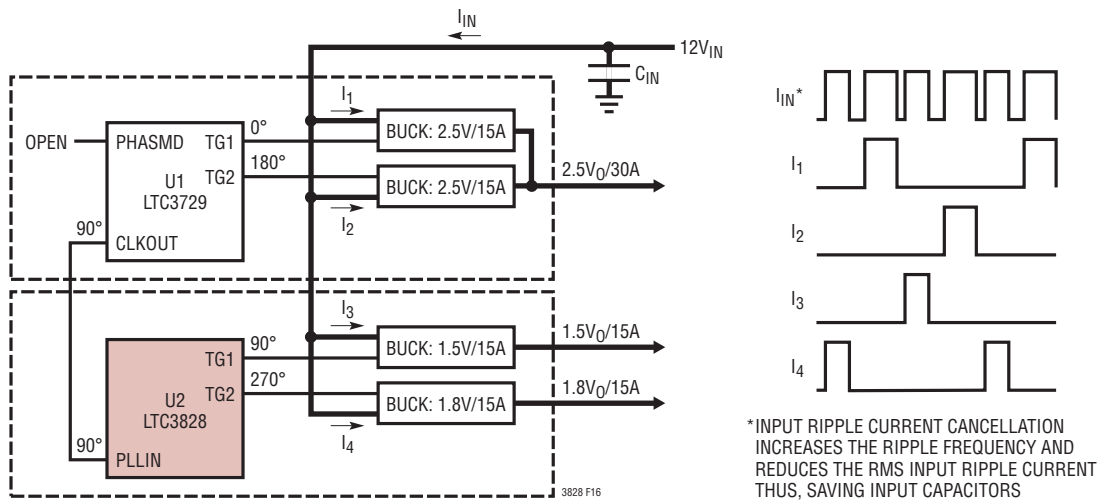 I_IN
12V_IN
C_IN
I_1
BUCK: 2.5V/15A
OPEN
PHASMD
TG1
0°
U1
LTC3729
TG2
180°
BUCK: 2.5V/15A
2.5V_O/30A
I_2
90°
CLKOUT
I_3
BUCK: 1.5V/15A
1.5V_O/15A
TG1
90°
U2
LTC3828
TG2
270°
BUCK: 1.8V/15A
1.8V_O/15A
I_4
90°
PLLIN
3828 F16
I_IN*
I_1
I_2
I_3
I_4
*INPUT RIPPLE CURRENT CANCELLATION
INCREASES THE RIPPLE FREQUENCY AND
REDUCES THE RMS INPUT RIPPLE CURRENT
THUS, SAVING INPUT CAPACITORS